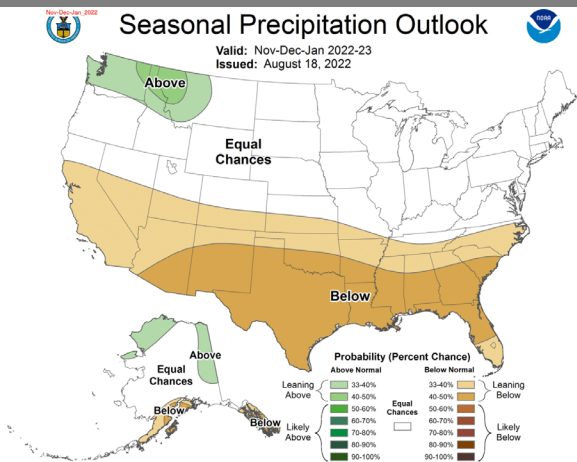 Nov-Dec-Jan_2022
Seasonal Precipitation Outlook
NOAA
Valid: Nov-Dec-Jan 2022-23
Issued: August 18, 2022
Above
Equal
Chances
Below
Above
Equal
Chances
Below
Below
Probability (Percent Chance)
Above Normal
Below Normal
Leaning
Above
33-40%
40-50%
Likely
Above
50-60%
60-70%
70-80%
80-90%
90-100%
Equal
Chances
33-40%
40-50%
Leaning
Below
50-60%
60-70%
70-80%
80-90%
90-100%
Likely
Below